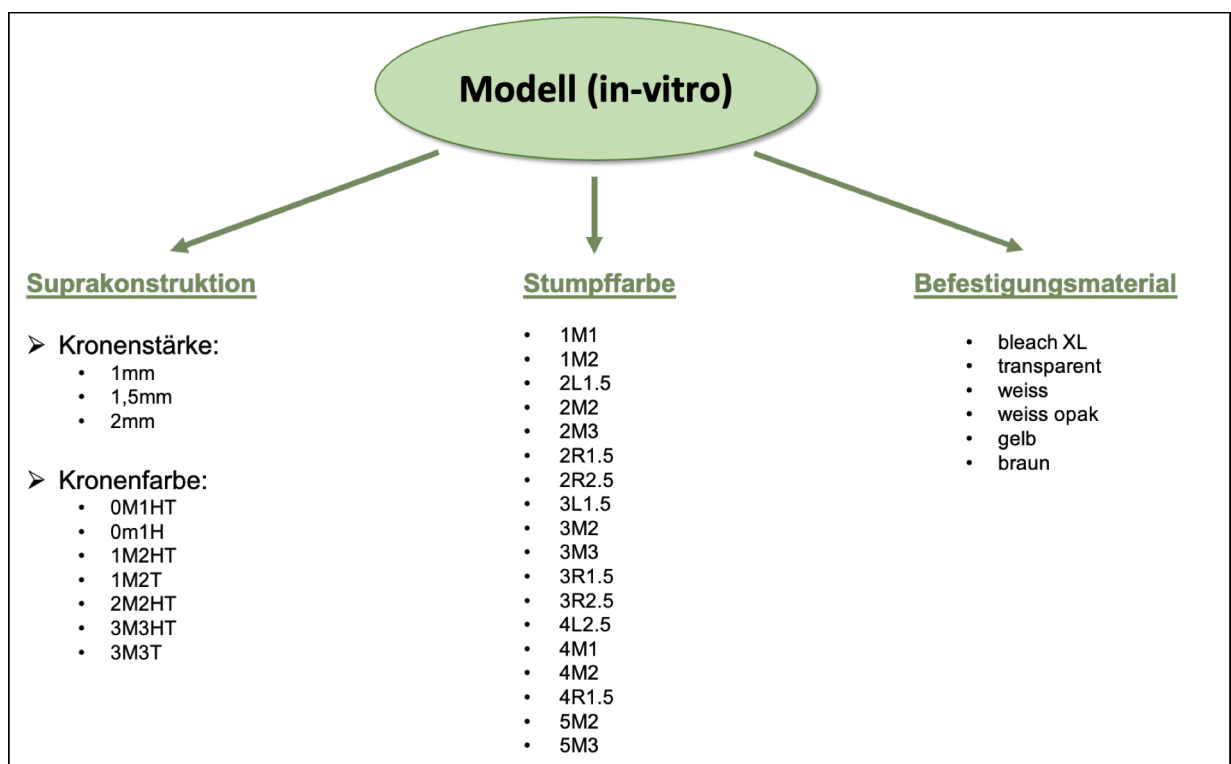 Modell (in-vitro)
Suprakonstruktion
Kronenstärke:
1mm
1,5mm
2mm
Kronenfarbe:
0M1HT
0m1H
1M2HT
1M2T
2M2HT
3M3HT
3M3T
Stumpffarbe
1M1
1M2
2L1.5
2M2
2M3
2R1.5
2R2.5
3L1.5
3M2
3M3
3R1.5
3R2.5
4L2.5
4M1
4M2
4R1.5
5M2
5M3
Befestigungsmaterial
bleach XL
transparent
weiss
weiss opak
gelb
braun